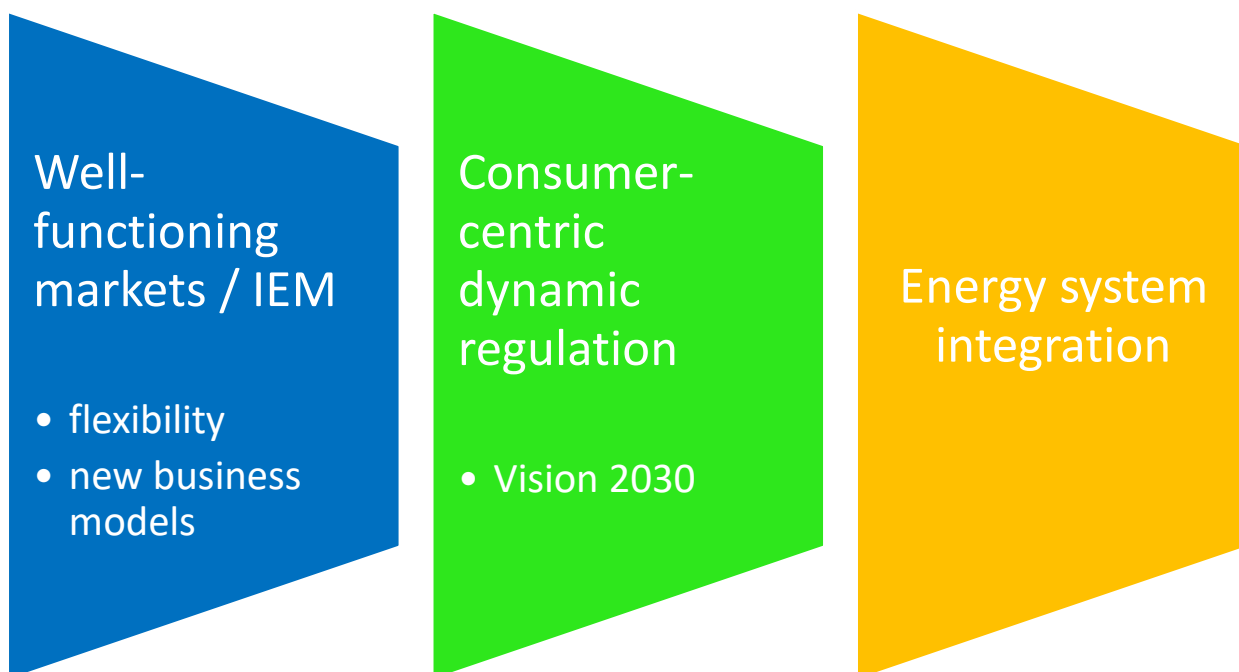 Well-
functioning
markets / IEM
• flexibility
• new business
models
Consumer-
centric
dynamic
regulation
• Vision 2030
Energy system
integration